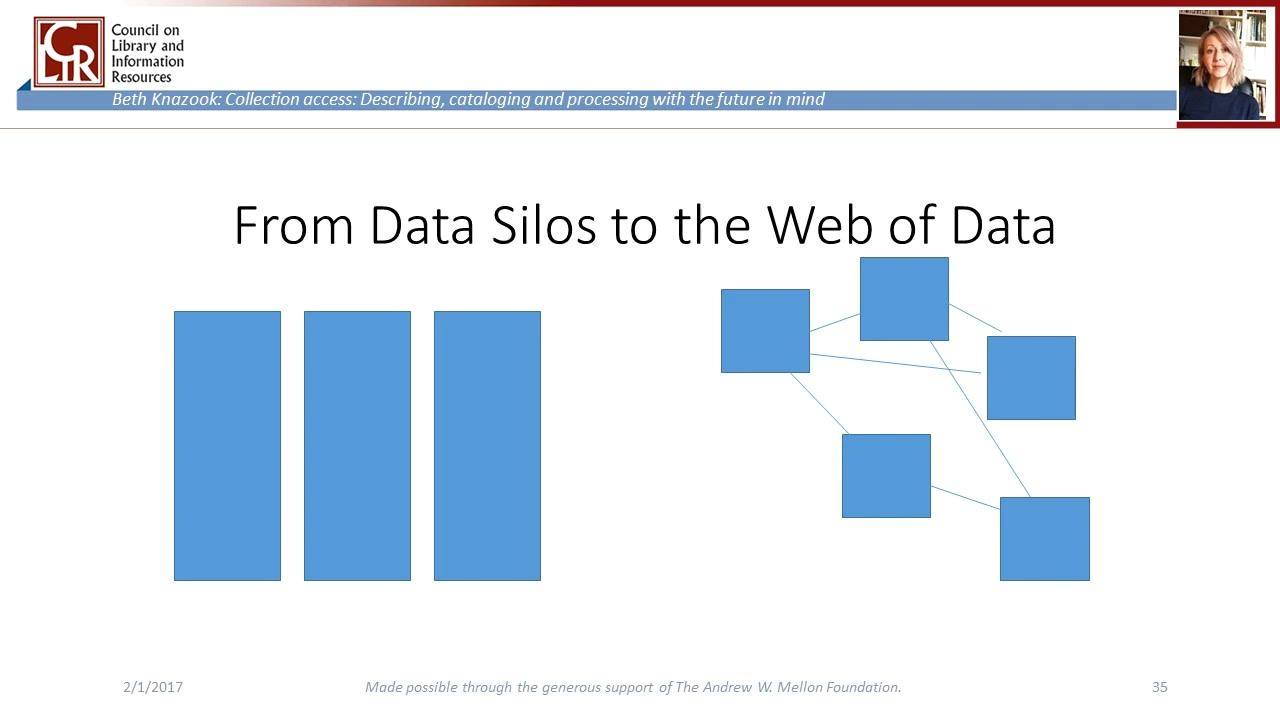 CLIR
Council on
Library and
Information
Resources
Beth Knazook: Collection access: Describing, cataloging and processing with the future in mind
From Data Silos to the Web of Data
2/1/2017
Made possible through the generous support of The Andrew W. Mellon Foundation.
35